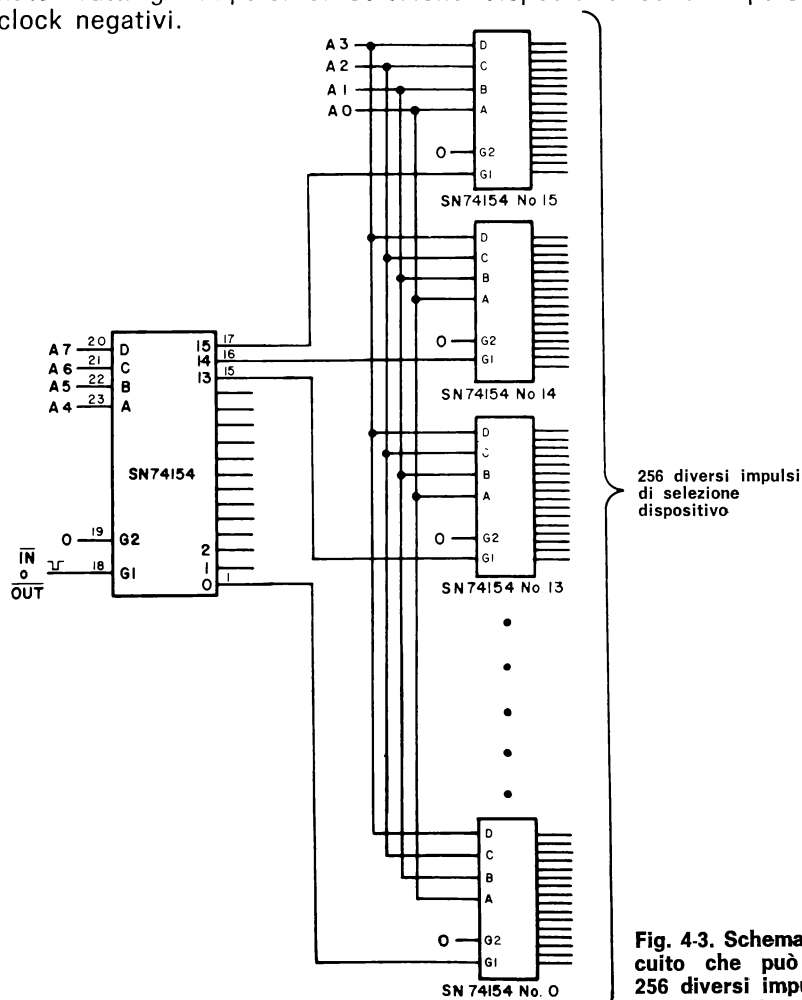 clock negativi.
A3
A2
A1
A0
D
C
B
A
0 G2
G1
SN74154 No 15
D
C
B
A
0 G2
G1
SN74154 No 14
A7 20 D
A6 21 C
A5 22 B
A4 23 A
15 17
14 16
13 15
SN74154
0 19 G2
IN
o
OUT
18 G1
2
1
0 1
D
B
A
0 G2
G1
SN74154 No 13
256 diversi impulsi
di selezione
dispositivo
D
C
B
A
0 G2
G1
SN 74154 No. 0
Fig. 4-3. Schema
cuito che può
256 diversi impu